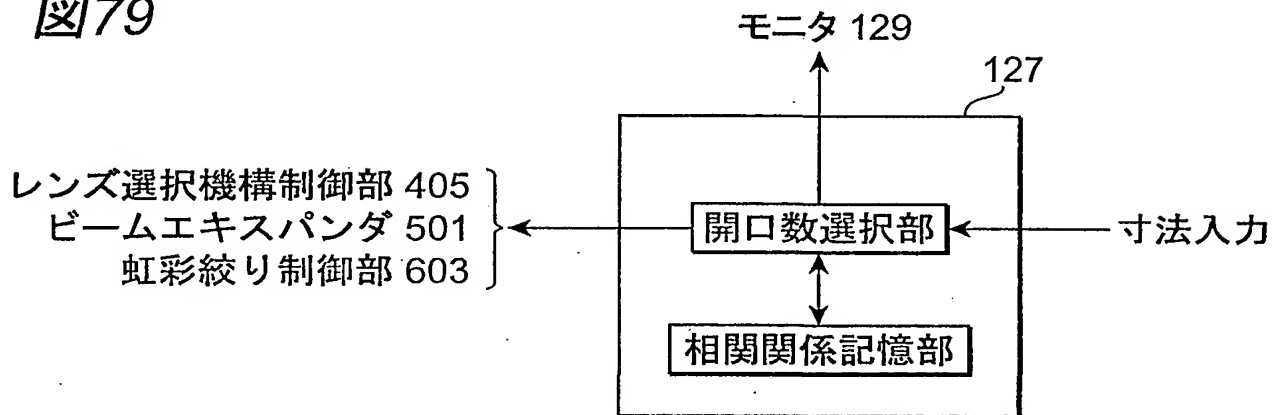 図79
モニタ 129
127
レンズ選択機構制御部 405
ビームエキスパンダ 501
虹彩絞り制御部 603
開口数選択部
寸法入力
相関関係記憶部